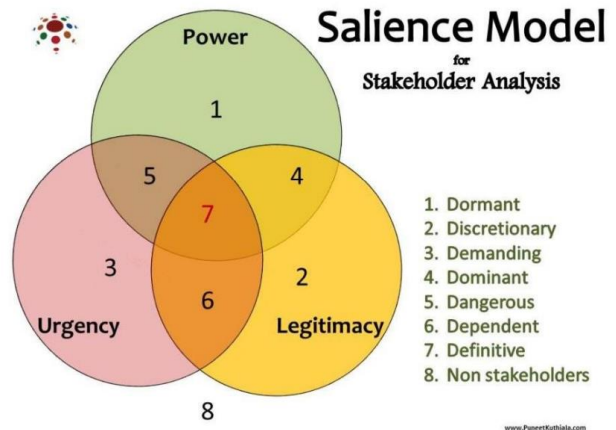 Salience Model
for
Stakeholder Analysis
Power
1
5
4
7
3
2
6
Urgency
Legitimacy
8
1. Dormant
2. Discretionary
3. Demanding
4. Dominant
5. Dangerous
6. Dependent
7. Definitive
8. Non stakeholders
www.PuneetKuthiala.com